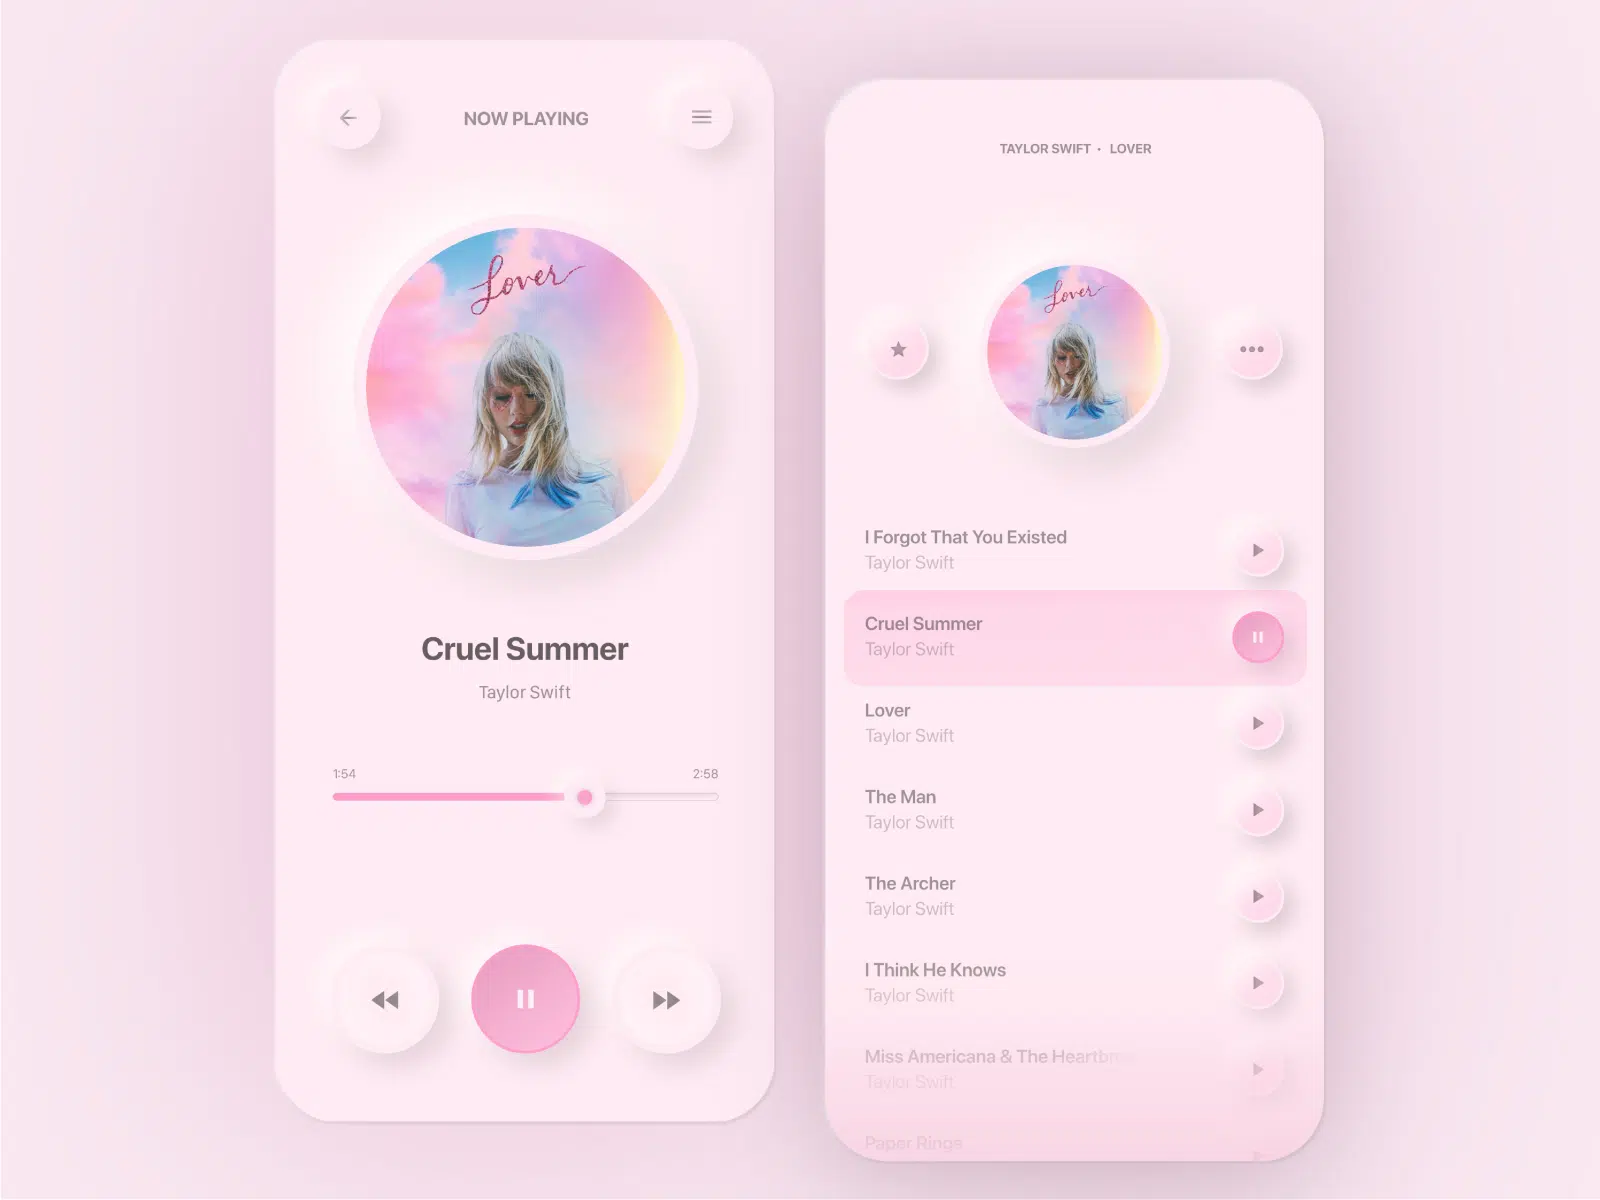 NOW PLAYING
Lover
Cruel Summer
Taylor Swift
1:54
2:58
TAYLOR SWIFT • LOVER
Lover
I Forgot That You Existed
Taylor Swift
Cruel Summer
Taylor Swift
Lover
Taylor Swift
The Man
Taylor Swift
The Archer
Taylor Swift
I Think He Knows
Taylor Swift
Miss Americana & The Heartbr
Taylor Swift
Paper Rings